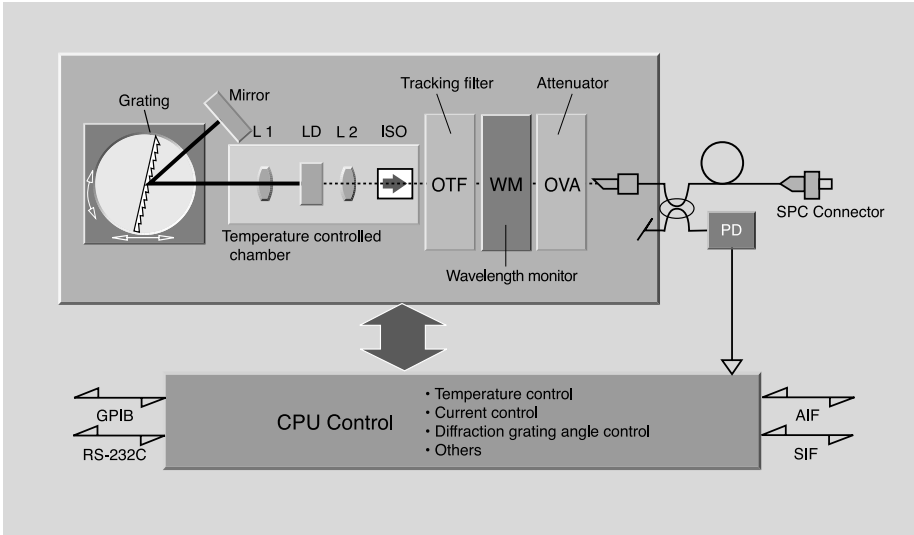 Tracking filter
Attenuator
Grating
Mirror
L 1
LD
L 2
ISO
OTF
WM
OVA
SPC Connector
PD
Temperature controlled
chamber
Wavelength monitor
CPU Control
• Temperature control
• Current control
• Diffraction grating angle control
• Others
GPIB
RS-232C
AIF
SIF